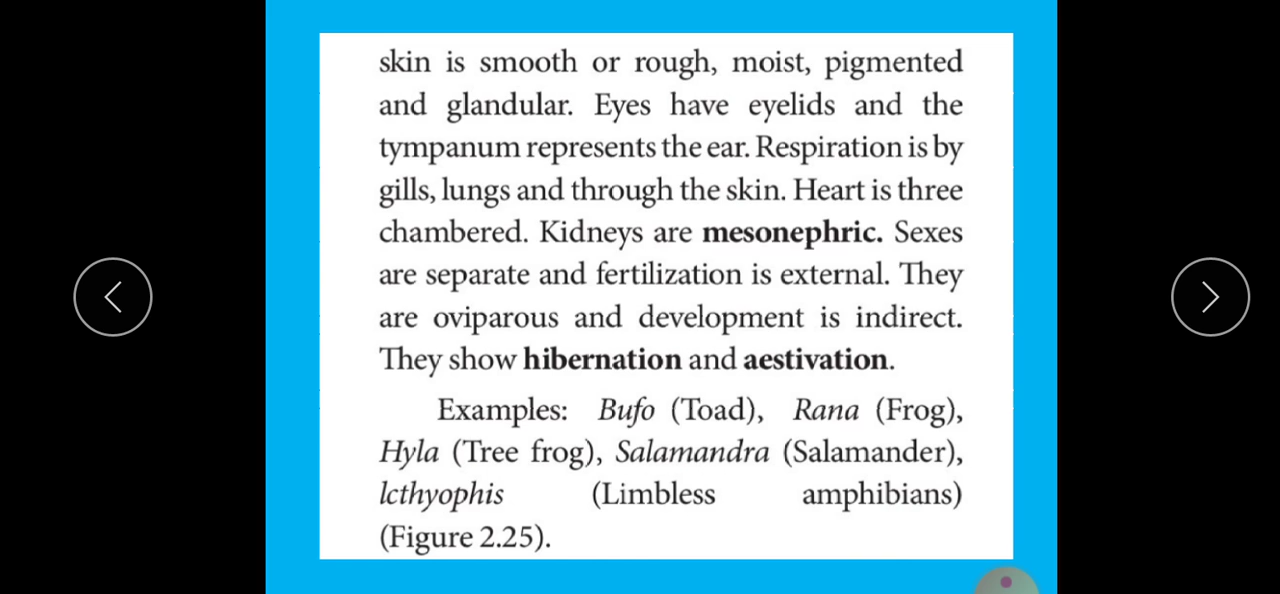 skin is smooth or rough, moist, pigmented
and glandular. Eyes have eyelids and the
tympanum represents the ear. Respiration is by
gills, lungs and through the skin. Heart is three
chambered. Kidneys are mesonephric. Sexes
are separate and fertilization is external. They
are oviparous and development is indirect.
They show hibernation and aestivation.
Examples: Bufo (Toad), Rana (Frog),
Hyla (Tree frog), Salamandra (Salamander),
lcthyophis (Limbless amphibians)
(Figure 2.25).